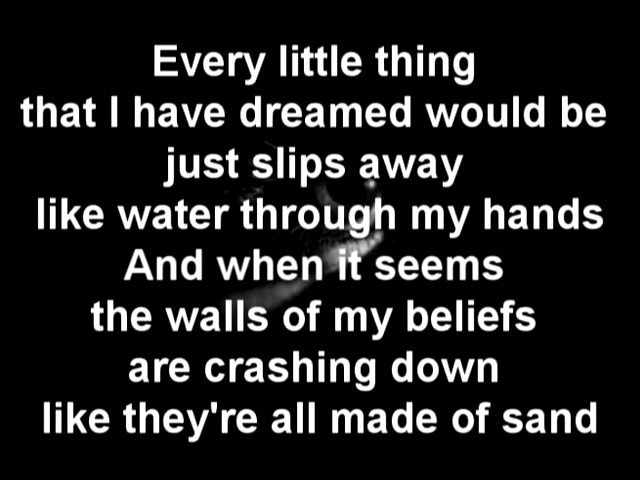 Every little thing
that I have dreamed would be
just slips away
like water through my hands
And when it seems
the walls of my beliefs
are crashing down
like they're all made of sand